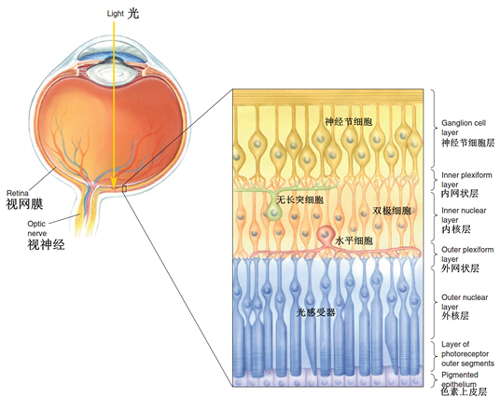 Light 光
Retina
视网膜
Optic
nerve
视神经
神经节细胞
无长突细胞
双极细胞
水平细胞
光感受器
Ganglion cell
layer
神经节细胞层
Inner plexiform
layer
内网状层
Inner nuclear
layer
内核层
Outer plexiform
layer
外网状层
Outer nuclear
layer
外核层
Layer of
photoreceptor
outer segments
Pigmented
epithelium
色素上皮层